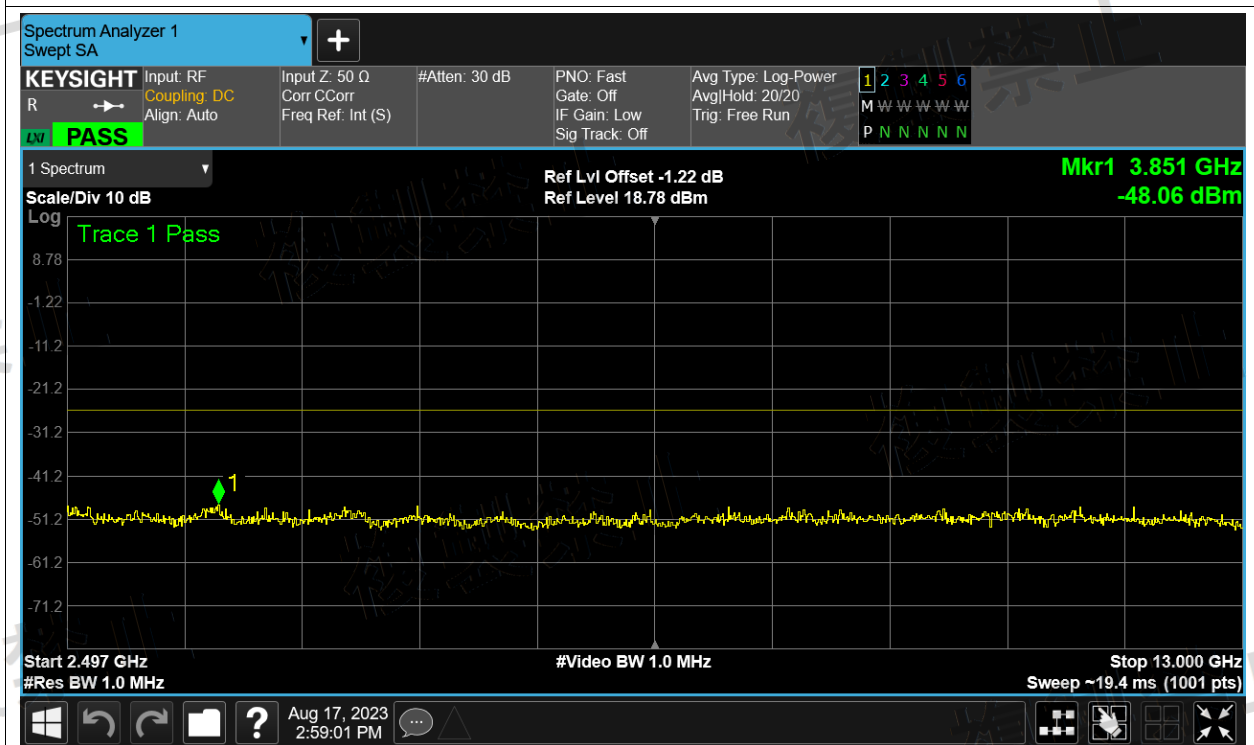 Spectrum Analyzer 1
Swept SA
KEYSIGHT
R
LXI
PASS
Input: RF
Coupling: DC
Align: Auto
Input Z: 50 Ω
Corr CCorr
Freq Ref: Int (S)
#Atten: 30 dB
PNO: Fast
Gate: Off
IF Gain: Low
Sig Track: Off
Avg Type: Log-Power
Avg|Hold: 20/20
Trig: Free Run
1 2 3 4 5 6
M W W W W W
P N N N N N
1 Spectrum
Scale/Div 10 dB
Ref Lvl Offset -1.22 dB
Ref Level 18.78 dBm
Mkr1 3.851 GHz
-48.06 dBm
Log
Trace 1 Pass
8.78
-1.22
-11.2
-21.2
-31.2
-41.2
1
-51.2
-61.2
-71.2
Start 2.497 GHz
#Res BW 1.0 MHz
#Video BW 1.0 MHz
Stop 13.000 GHz
Sweep ~19.4 ms (1001 pts)
?
Aug 17, 2023
2:59:01 PM